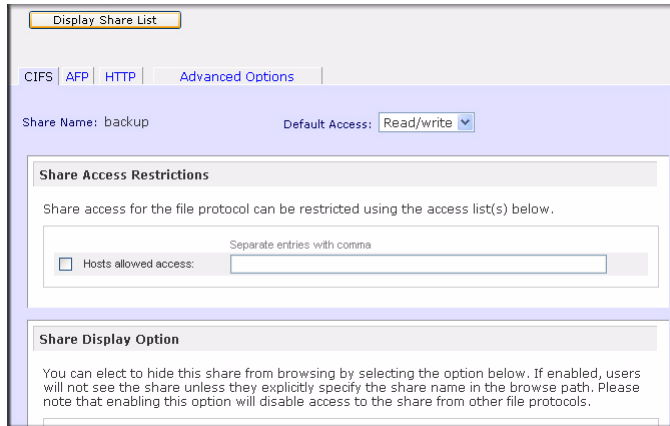 Display Share List
CIFS AFP HTTP Advanced Options
Share Name: backup Default Access: Read/write
Share Access Restrictions
Share access for the file protocol can be restricted using the access list(s) below.
Separate entries with comma
Hosts allowed access:
Share Display Option
You can elect to hide this share from browsing by selecting the option below. If enabled, users
will not see the share unless they explicitly specify the share name in the browse path. Please
note that enabling this option will disable access to the share from other file protocols.